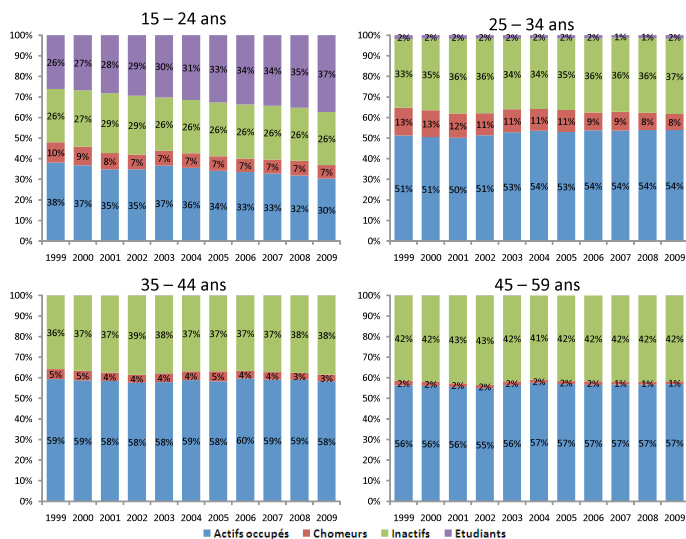 15 – 24 ans
100%
90%
80%
70%
60%
50%
40%
30%
20%
10%
0%
26% 27% 28% 29% 30% 31% 33% 34% 34% 35% 37%
26% 27% 29% 29% 26% 26% 26% 26% 26% 26% 26%
10% 9% 8% 7% 7% 7% 7% 7% 7% 7% 7%
38% 37% 35% 35% 37% 36% 34% 33% 33% 32% 30%
1999 2000 2001 2002 2003 2004 2005 2006 2007 2008 2009
25 – 34 ans
100%
90%
80%
70%
60%
50%
40%
30%
20%
10%
0%
2% 2% 2% 2% 2% 2% 2% 2% 1% 1% 2%
33% 35% 36% 36% 34% 34% 35% 36% 36% 36% 37%
13% 13% 12% 11% 11% 11% 11% 9% 9% 8% 8%
51% 51% 50% 51% 53% 54% 53% 54% 54% 54% 54%
1999 2000 2001 2002 2003 2004 2005 2006 2007 2008 2009
35 – 44 ans
100%
90%
80%
70%
60%
50%
40%
30%
20%
10%
0%
36% 37% 37% 39% 38% 37% 37% 37% 37% 38% 38%
5% 5% 4% 4% 4% 4% 5% 4% 4% 3% 3%
59% 59% 58% 58% 58% 59% 58% 60% 59% 59% 58%
1999 2000 2001 2002 2003 2004 2005 2006 2007 2008 2009
45 – 59 ans
100%
90%
80%
70%
60%
50%
40%
30%
20%
10%
0%
42% 42% 43% 43% 42% 41% 42% 42% 42% 42% 42%
2% 2% 2% 2% 2% 2% 2% 2% 1% 1% 1%
56% 56% 56% 55% 56% 57% 57% 57% 57% 57% 57%
1999 2000 2001 2002 2003 2004 2005 2006 2007 2008 2009
Actifs occupés Chomeurs Inactifs Etudiants